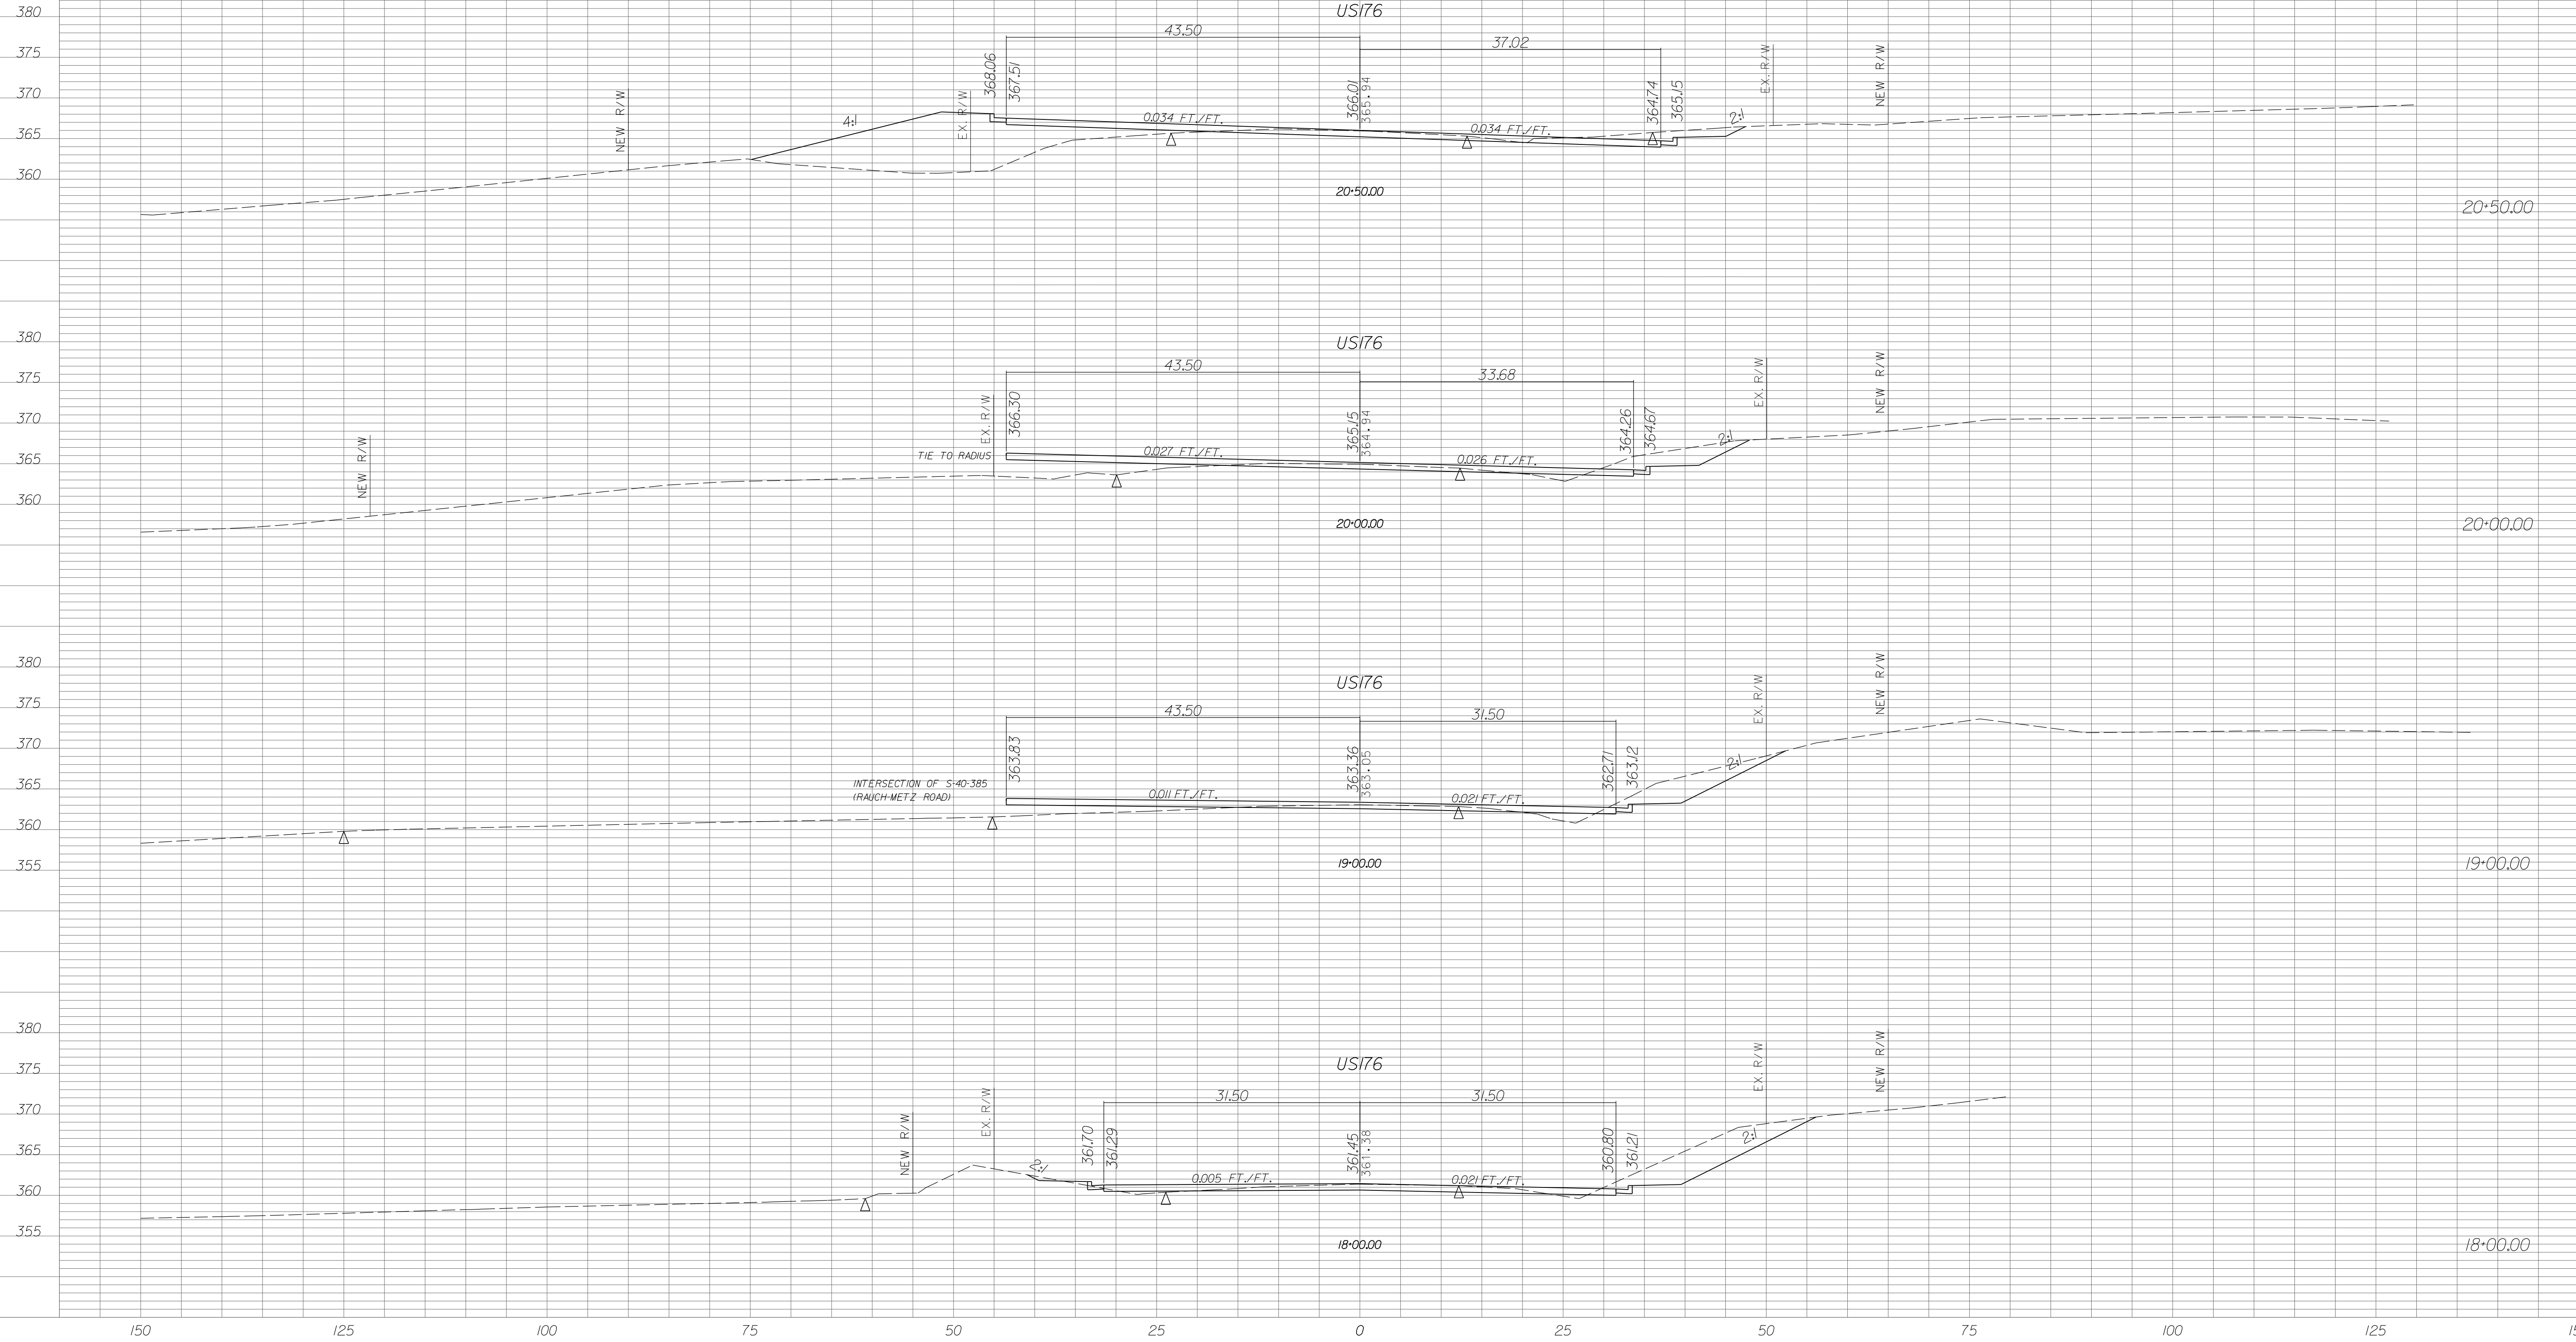 US176
380
43.50
37.02
375
368.06
367.51
366.01
365.94
364.74
365.15
EX. R/W
NEW R/W
NEW R/W
EX. R/W
370
4:1
0.034 FT./FT.
0.034 FT./FT.
2:1
365
360
20+50.00
20+50.00
US176
380
43.50
33.68
375
366.30
365.15
364.94
364.26
364.67
EX. R/W
NEW R/W
370
NEW R/W
EX. R/W
TIE TO RADIUS
0.027 FT./FT.
0.026 FT./FT.
2:1
365
360
20+00.00
20+00.00
380
US176
375
43.50
31.50
EX. R/W
NEW R/W
370
363.83
363.36
363.05
362.71
363.12
2:1
365
INTERSECTION OF S-40-385
(RAUCH-METZ ROAD)
0.011 FT./FT.
0.021 FT./FT.
360
355
19+00.00
19+00.00
380
US176
375
31.50
31.50
EX. R/W
NEW R/W
370
NEW R/W
EX. R/W
361.70
361.29
361.45
361.38
360.80
361.21
2:1
2:1
365
0.005 FT./FT.
0.021 FT./FT.
360
355
18+00.00
18+00.00
150 125 100 75 50 25 0 25 50 75 100 125